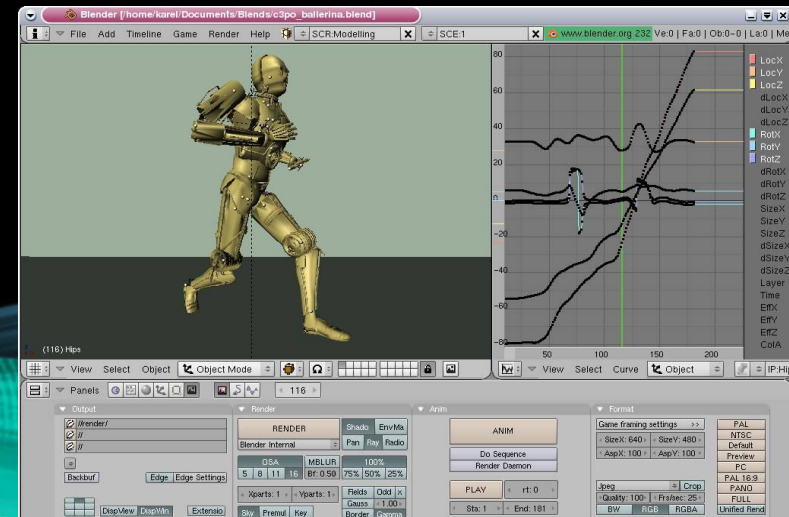 Blender [/home/karel/Documents/Blends/c3po_ballerina.blend]
File Add Timeline Game Render Help SCR:Modelling SCE:1 www.blender.org 232 Ve:0 | Fa:0 | Ob:0-0 | La:0 | Me
80
60
40
20
0
-20
-40
-60
-80
50 100 150 200
LocX
LocY
LocZ
dLocX
dLocY
dLocZ
RotX
RotY
RotZ
dRotX
dRotY
dRotZ
SizeX
SizeY
SizeZ
dSizeX
dSizeY
dSizeZ
Layer
Time
EffX
EffY
EffZ
ColA
(116) Hips
View Select Object Object Mode
View Select Curve Object IP:Hip
Panels 116
Output
//render/
//
//
Backbuf Edge Edge Settings
DispView DispWin Extensio
Render
RENDER Shado EnvMa
Blender Internal Pan Ray Radio
OSA MBLUR 100%
5 8 11 16 Bf: 0.50 75% 50% 25%
Xparts: 1 Yparts: 1 Fields Odd X
Gauss 1.00
Sky Premul Key Border Gamma
Anim
ANIM
Do Sequence
Render Daemon
PLAY rt: 0
Sta: 1 End: 181
Format
Game framing settings >>
SizeX: 640 SizeY: 480
AspX: 100 AspY: 100
Jpeg Crop
Quality: 100 Frs/sec: 25
BW RGB RGBA
PAL
NTSC
Default
Preview
PC
PAL 16:9
PANO
FULL
Unified Rend